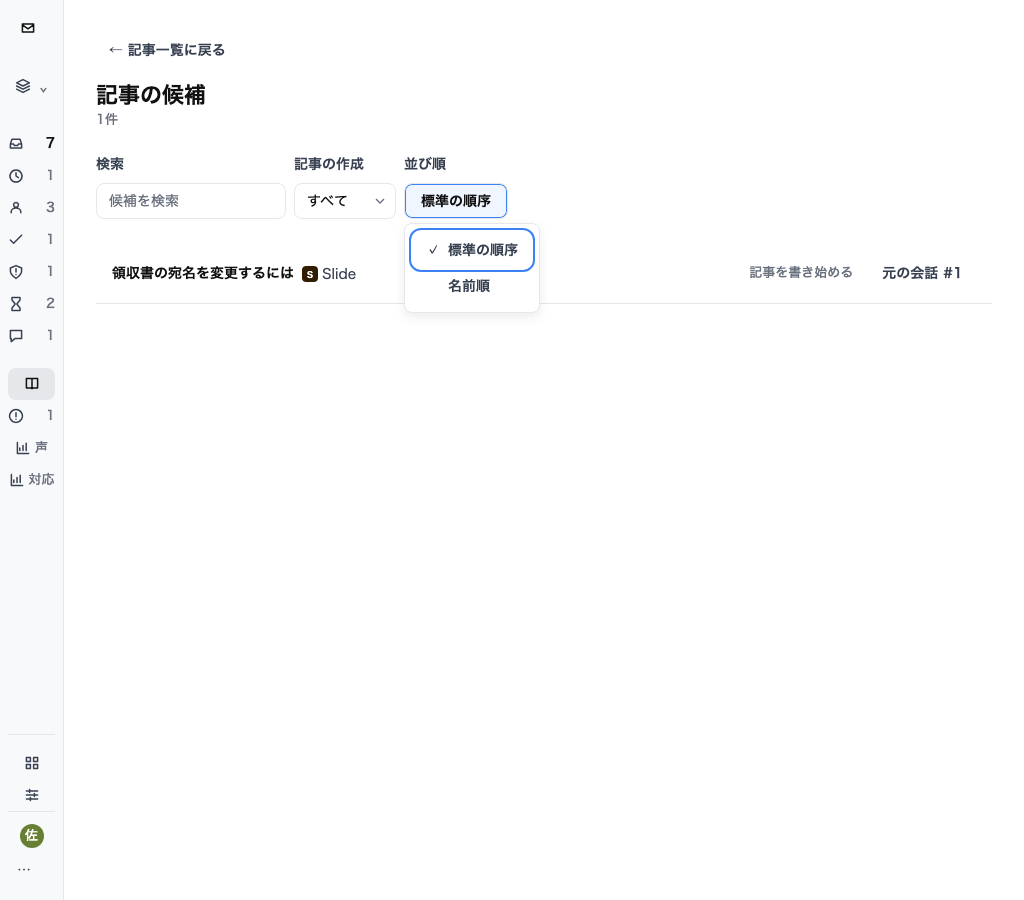 ← 記事一覧に戻る
記事の候補
1件
検索
記事の作成
並び順
候補を検索
すべて
標準の順序
✓ 標準の順序
名前順
領収書の宛名を変更するには S Slide
記事を書き始める
元の会話 #1
7
1
3
1
1
2
1
1
声
対応
佐
…